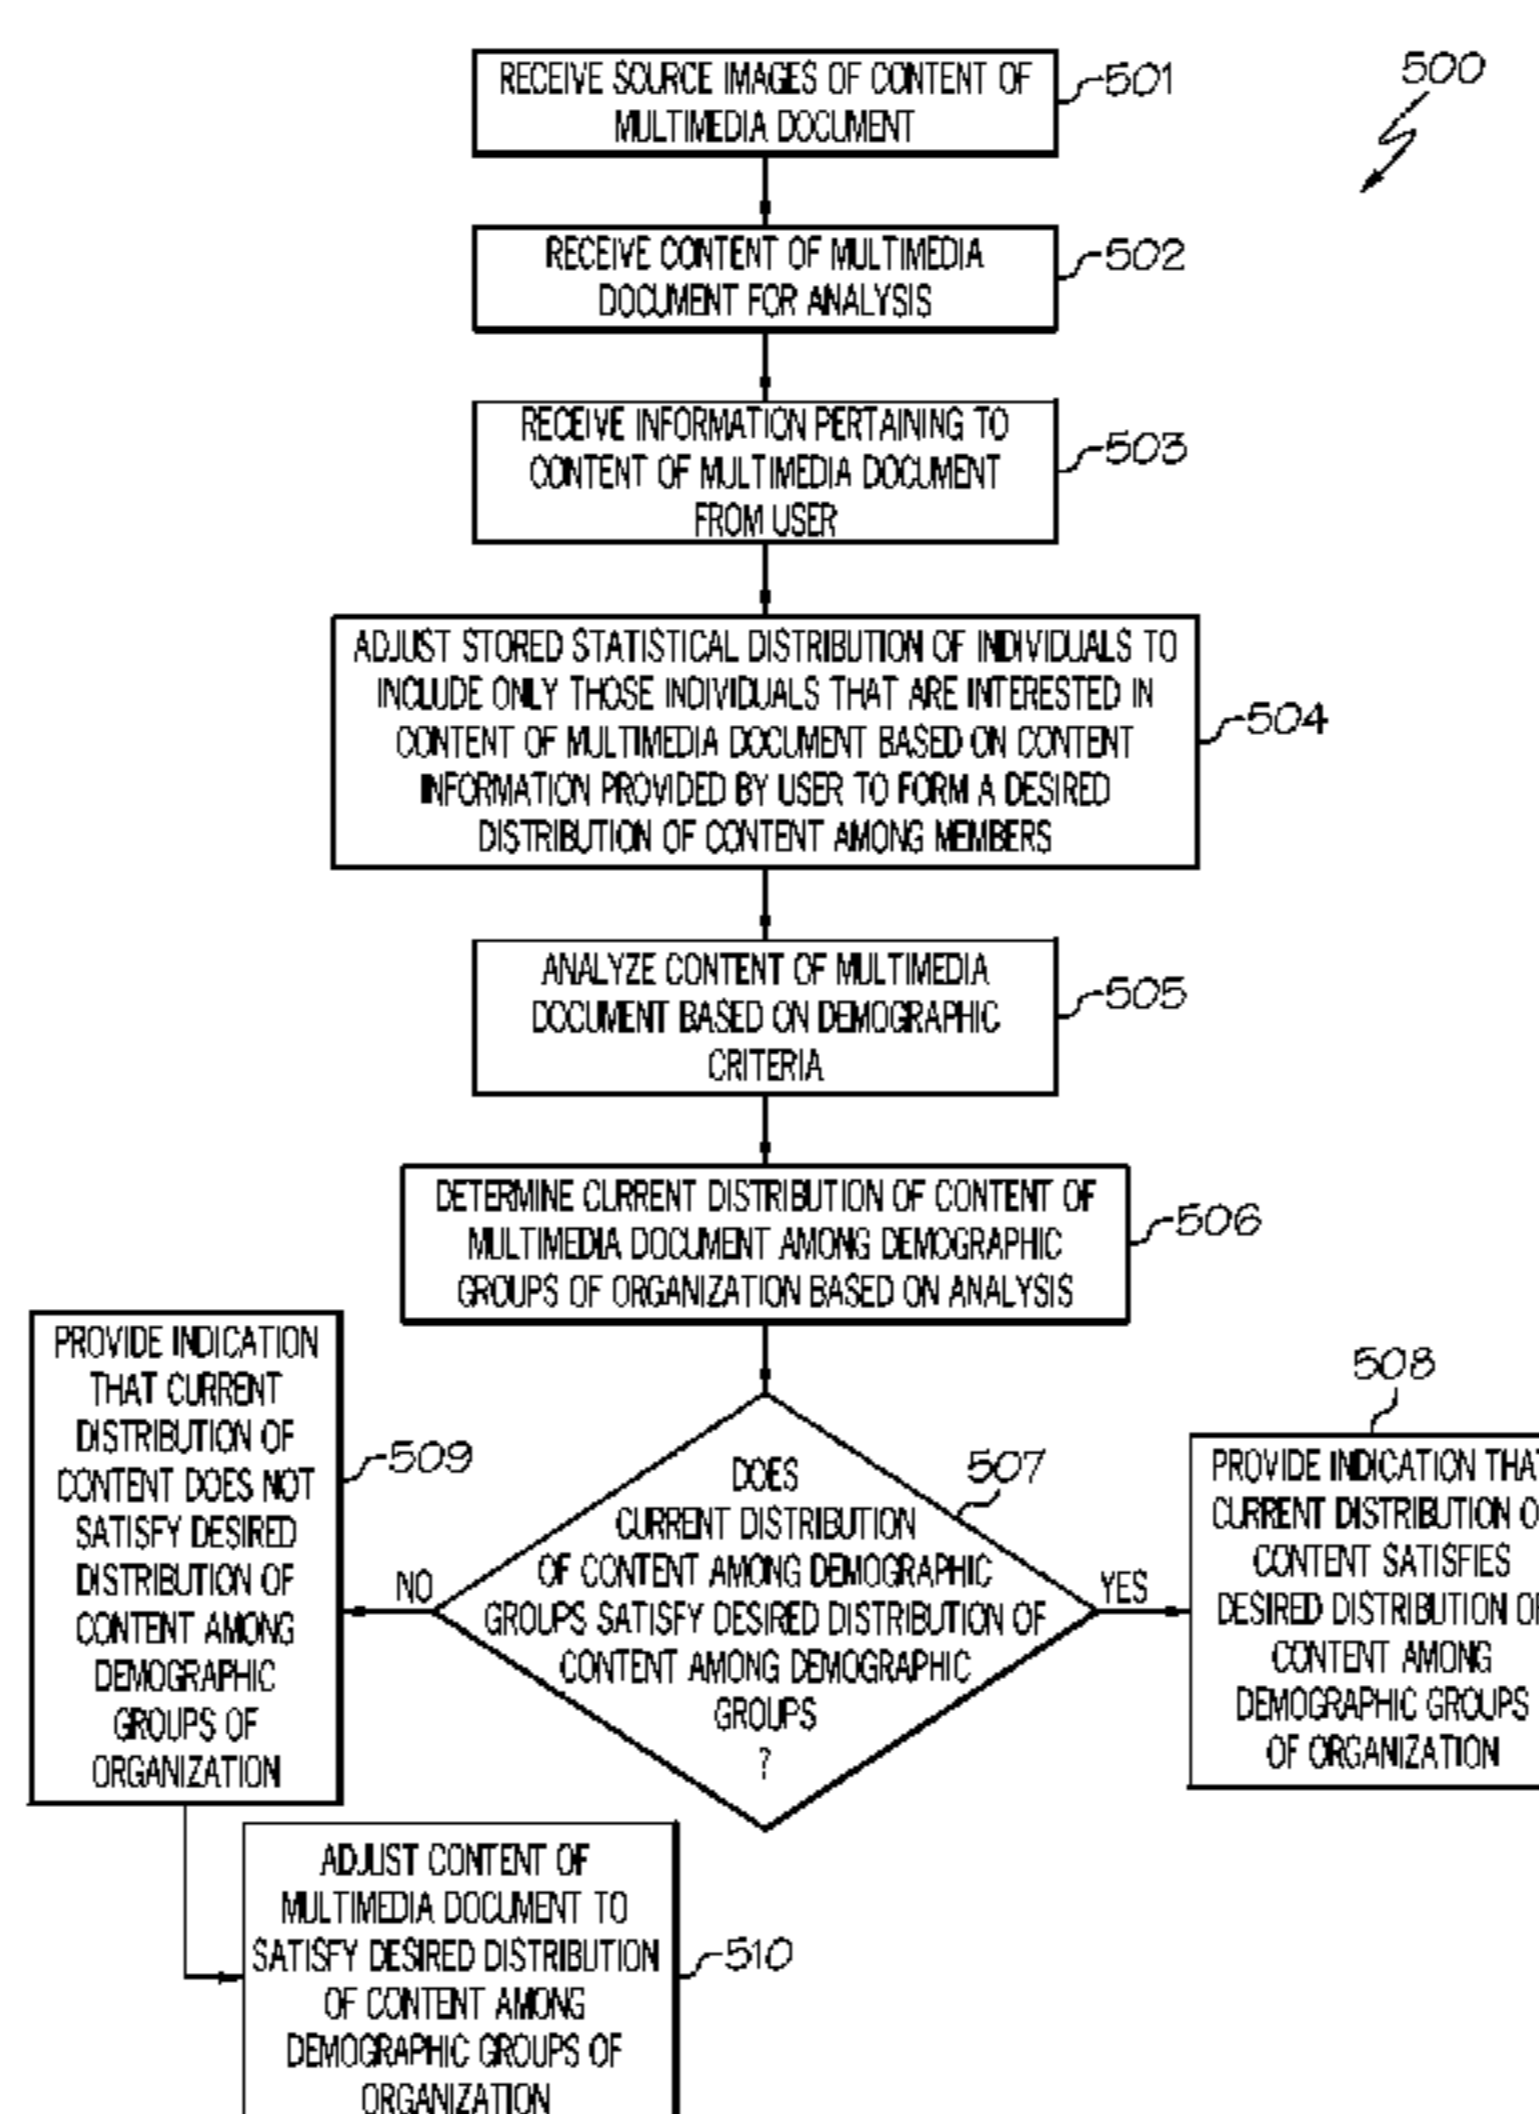 500
RECEIVE SOURCE IMAGES OF CONTENT OF
MULTIMEDIA DOCUMENT
501
RECEIVE CONTENT OF MULTIMEDIA
DOCUMENT FOR ANALYSIS
502
RECEIVE INFORMATION PERTAINING TO
CONTENT OF MULTIMEDIA DOCUMENT
FROM USER
503
ADJUST STORED STATISTICAL DISTRIBUTION OF INDIVIDUALS TO
INCLUDE ONLY THOSE INDIVIDUALS THAT ARE INTERESTED IN
CONTENT OF MULTIMEDIA DOCUMENT BASED ON CONTENT
INFORMATION PROVIDED BY USER TO FORM A DESIRED
DISTRIBUTION OF CONTENT AMONG MEMBERS
504
ANALYZE CONTENT OF MULTIMEDIA
DOCUMENT BASED ON DEMOGRAPHIC
CRITERIA
505
DETERMINE CURRENT DISTRIBUTION OF CONTENT OF
MULTIMEDIA DOCUMENT AMONG DEMOGRAPHIC
GROUPS OF ORGANIZATION BASED ON ANALYSIS
506
DOES
CURRENT DISTRIBUTION
OF CONTENT AMONG DEMOGRAPHIC
GROUPS SATISFY DESIRED DISTRIBUTION OF
CONTENT AMONG DEMOGRAPHIC
GROUPS
?
507
NO
YES
PROVIDE INDICATION
THAT CURRENT
DISTRIBUTION OF
CONTENT DOES NOT
SATISFY DESIRED
DISTRIBUTION OF
CONTENT AMONG
DEMOGRAPHIC
GROUPS OF
ORGANIZATION
509
508
PROVIDE INDICATION THAT
CURRENT DISTRIBUTION OF
CONTENT SATISFIES
DESIRED DISTRIBUTION OF
CONTENT AMONG
DEMOGRAPHIC GROUPS
OF ORGANIZATION
ADJUST CONTENT OF
MULTIMEDIA DOCUMENT TO
SATISFY DESIRED DISTRIBUTION
OF CONTENT AMONG
DEMOGRAPHIC GROUPS OF
ORGANIZATION
510